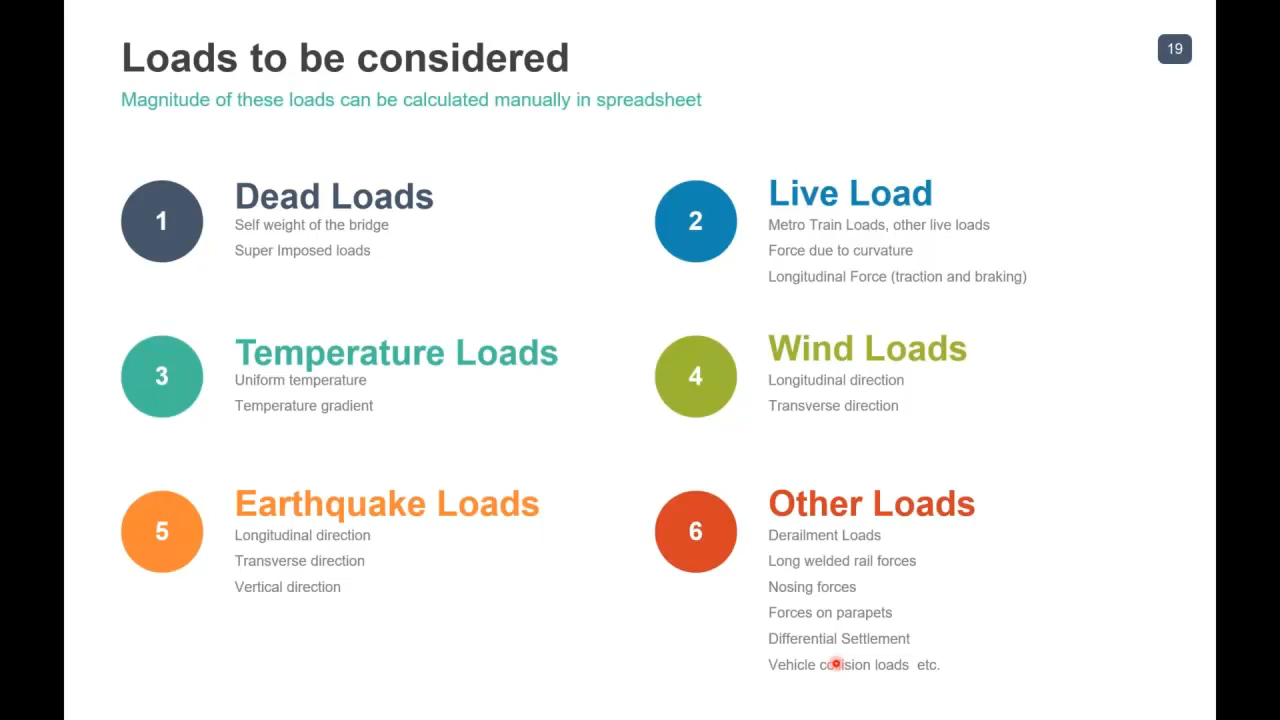 Loads to be considered
19
Magnitude of these loads can be calculated manually in spreadsheet
1
Dead Loads
Self weight of the bridge
Super Imposed loads
2
Live Load
Metro Train Loads, other live loads
Force due to curvature
Longitudinal Force (traction and braking)
3
Temperature Loads
Uniform temperature
Temperature gradient
4
Wind Loads
Longitudinal direction
Transverse direction
5
Earthquake Loads
Longitudinal direction
Transverse direction
Vertical direction
6
Other Loads
Derailment Loads
Long welded rail forces
Nosing forces
Forces on parapets
Differential Settlement
Vehicle collision loads etc.